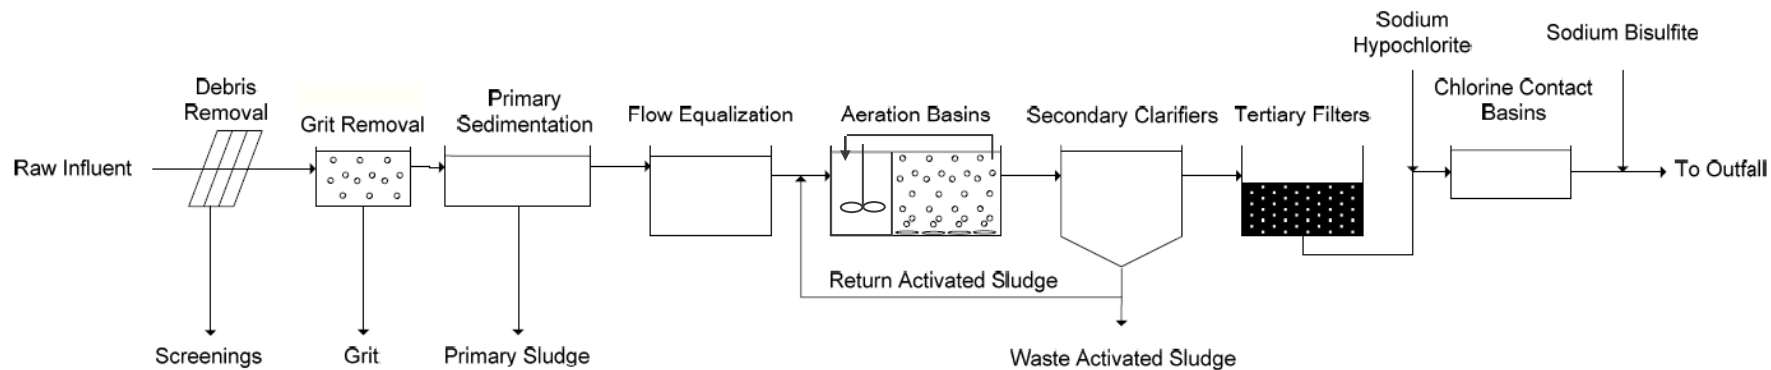 Sodium
Hypochlorite
Sodium Bisulfite
Debris
Removal
Grit Removal
Primary
Sedimentation
Flow Equalization
Aeration Basins
Secondary Clarifiers
Tertiary Filters
Chlorine Contact
Basins
Raw Influent
To Outfall
Return Activated Sludge
Screenings
Grit
Primary Sludge
Waste Activated Sludge